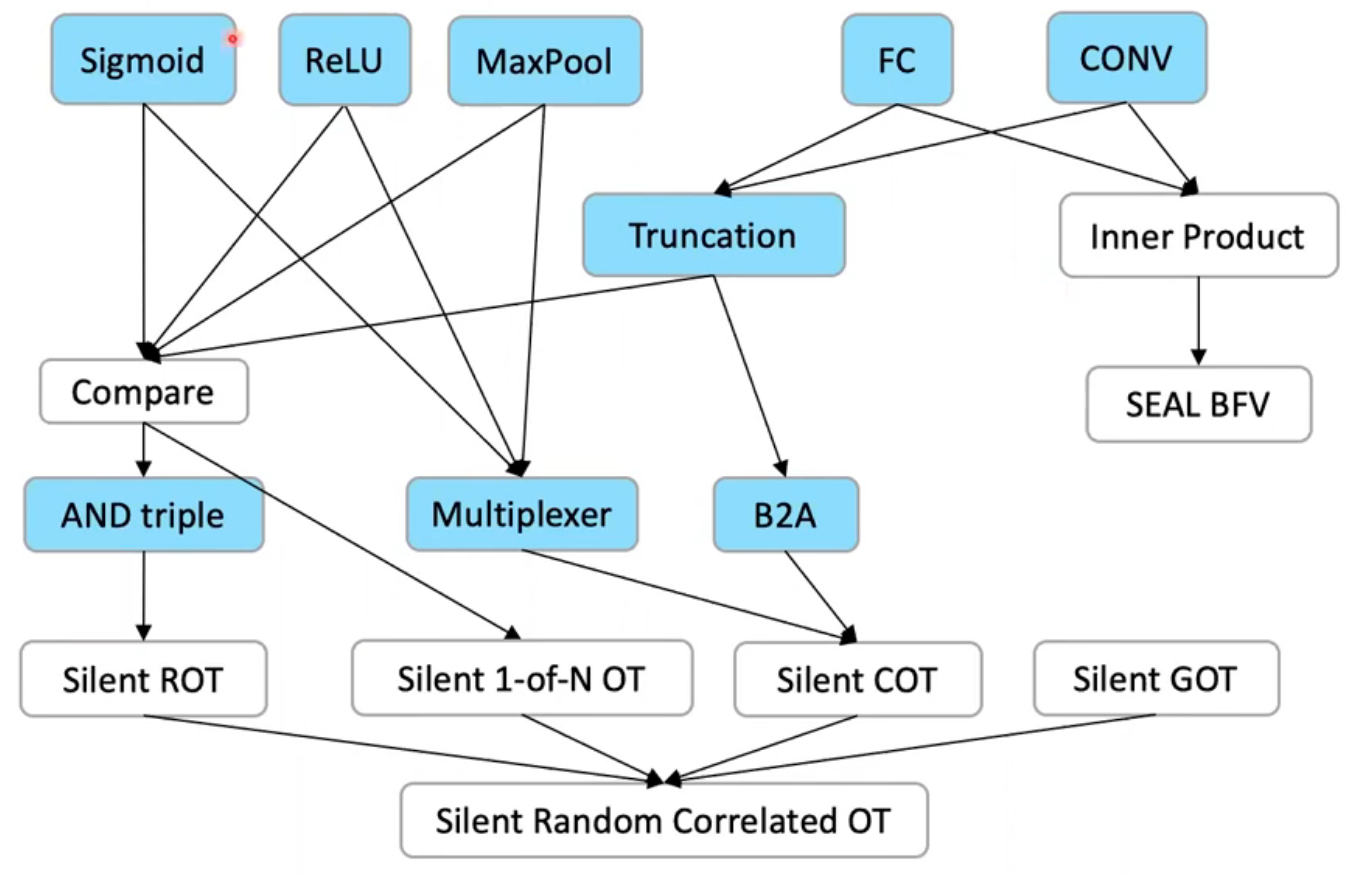 Sigmoid
ReLU
MaxPool
FC
CONV
Truncation
Inner Product
Compare
SEAL BFV
AND triple
Multiplexer
B2A
Silent ROT
Silent 1-of-N OT
Silent COT
Silent GOT
Silent Random Correlated OT